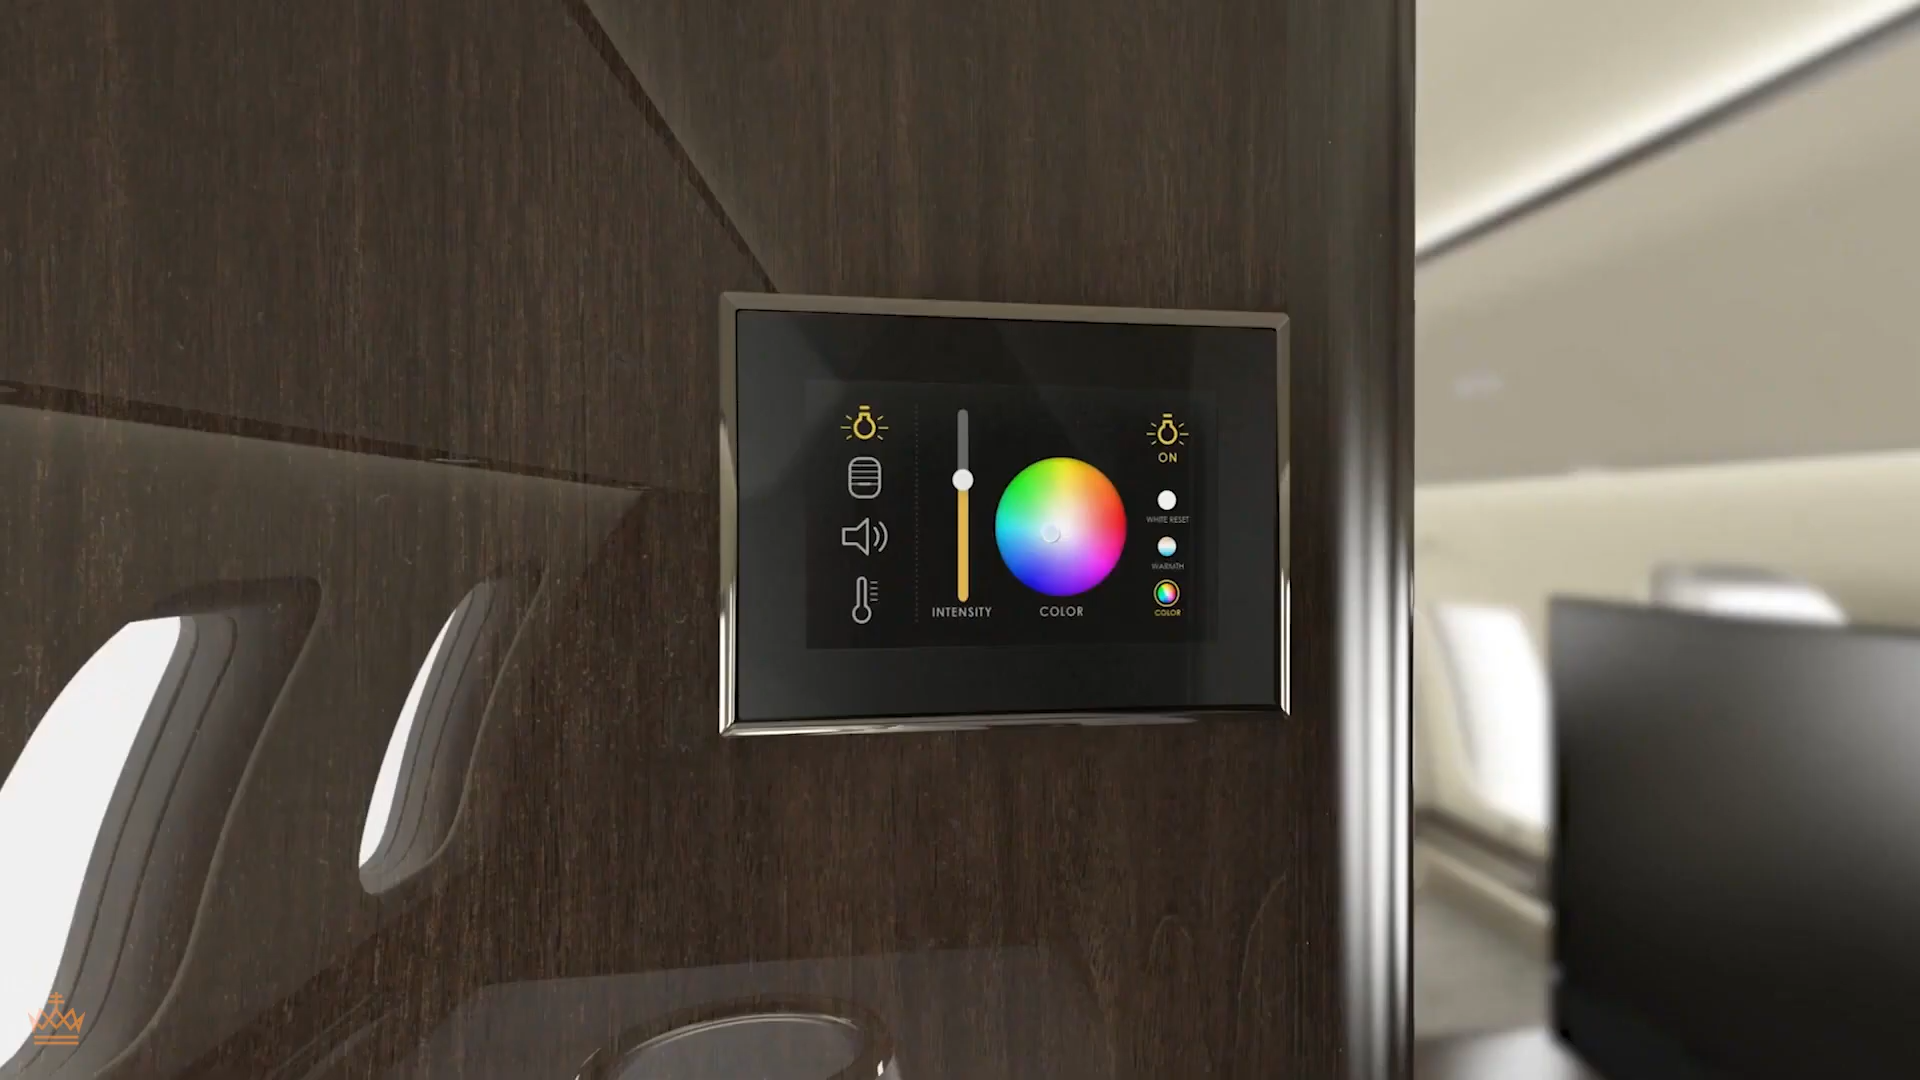 ON
WHITE RESET
WARMTH
COLOR
INTENSITY
COLOR